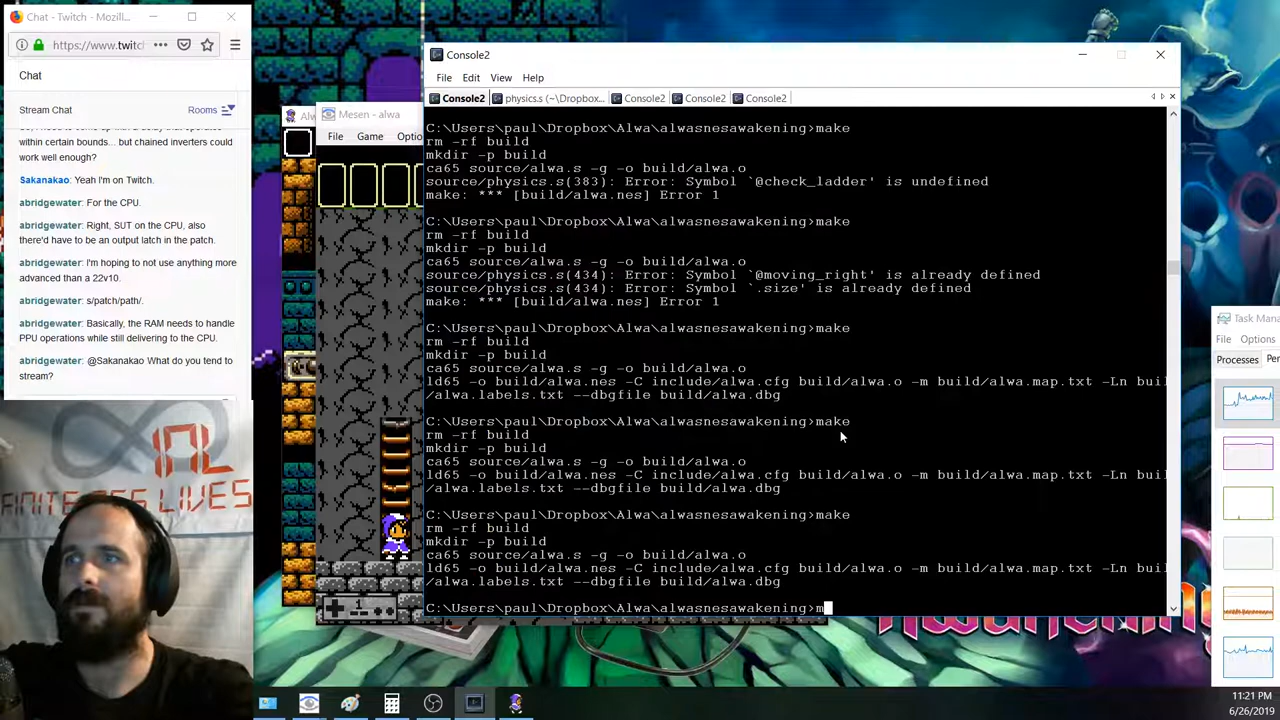 Chat - Twitch - Mozill...
https://www.twitc
Chat
Stream Chat
Rooms
within certain bounds... but chained inverters could
work well enough?
Sakanakao: Yeah I'm on Twitch.
abridgewater: For the CPU.
abridgewater: Right, SUT on the CPU, also
there'd have to be an output latch in the patch.
abridgewater: I'm hoping to not use anything more
advanced than a 22v10.
abridgewater: s/patch/path/.
abridgewater: Basically, the RAM needs to handle
PPU operations while still delivering to the CPU.
abridgewater: @Sakanakao What do you tend to
stream?
LIVES
Mesen - alwa
File Game Optio
Console2
File Edit View Help
Console2 physics.s (~\Dropbox... Console2 Console2 Console2
C:\Users\paul\Dropbox\Alwa\alwasnesawakening>make
rm -rf build
mkdir -p build
ca65 source/alwa.s -g -o build/alwa.o
source/physics.s(383): Error: Symbol `@check_ladder' is undefined
make: *** [build/alwa.nes] Error 1
C:\Users\paul\Dropbox\Alwa\alwasnesawakening>make
rm -rf build
mkdir -p build
ca65 source/alwa.s -g -o build/alwa.o
source/physics.s(434): Error: Symbol `@moving_right' is already defined
source/physics.s(434): Error: Symbol `.size' is already defined
make: *** [build/alwa.nes] Error 1
C:\Users\paul\Dropbox\Alwa\alwasnesawakening>make
rm -rf build
mkdir -p build
ca65 source/alwa.s -g -o build/alwa.o
ld65 -o build/alwa.nes -C include/alwa.cfg build/alwa.o -m build/alwa.map.txt -Ln buil
/alwa.labels.txt --dbgfile build/alwa.dbg
C:\Users\paul\Dropbox\Alwa\alwasnesawakening>make
rm -rf build
mkdir -p build
ca65 source/alwa.s -g -o build/alwa.o
ld65 -o build/alwa.nes -C include/alwa.cfg build/alwa.o -m build/alwa.map.txt -Ln buil
/alwa.labels.txt --dbgfile build/alwa.dbg
C:\Users\paul\Dropbox\Alwa\alwasnesawakening>make
rm -rf build
mkdir -p build
ca65 source/alwa.s -g -o build/alwa.o
ld65 -o build/alwa.nes -C include/alwa.cfg build/alwa.o -m build/alwa.map.txt -Ln buil
/alwa.labels.txt --dbgfile build/alwa.dbg
C:\Users\paul\Dropbox\Alwa\alwasnesawakening>m
Task Mana
File Options
Processes Per
11:21 PM
6/26/2019